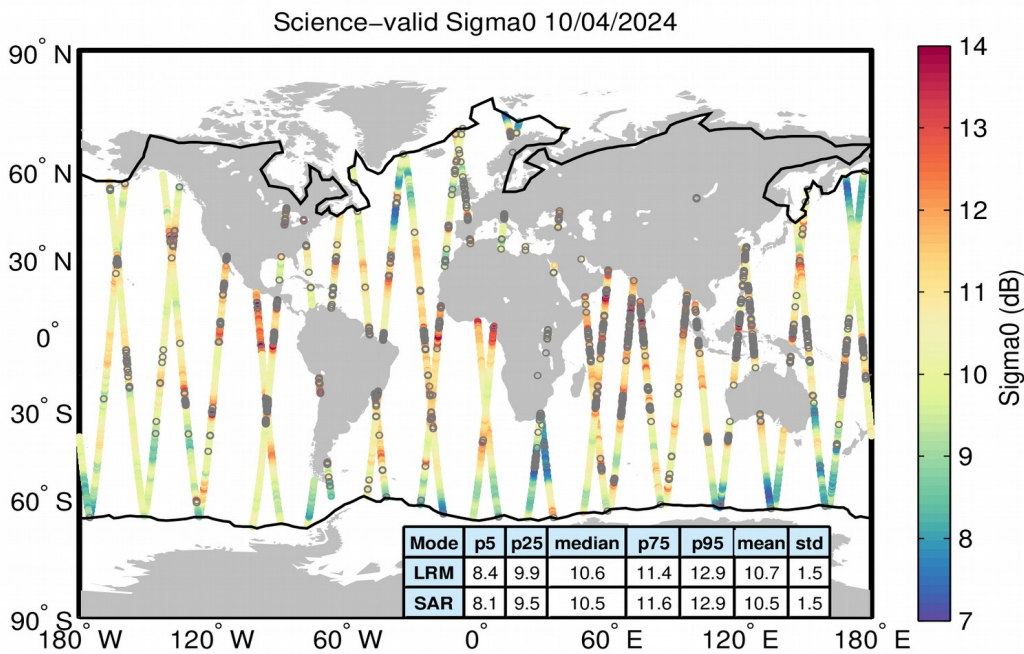 Science−valid Sigma0 10/04/2024
90° N
60° N
30° N
0°
30° S
60° S
90° S
180° W
120° W
60° W
0°
60° E
120° E
180° E
14
13
12
11
10
9
8
7
Sigma0 (dB)
Mode p5 p25 median p75 p95 mean std
LRM 8.4 9.9 10.6 11.4 12.9 10.7 1.5
SAR 8.1 9.5 10.5 11.6 12.9 10.5 1.5